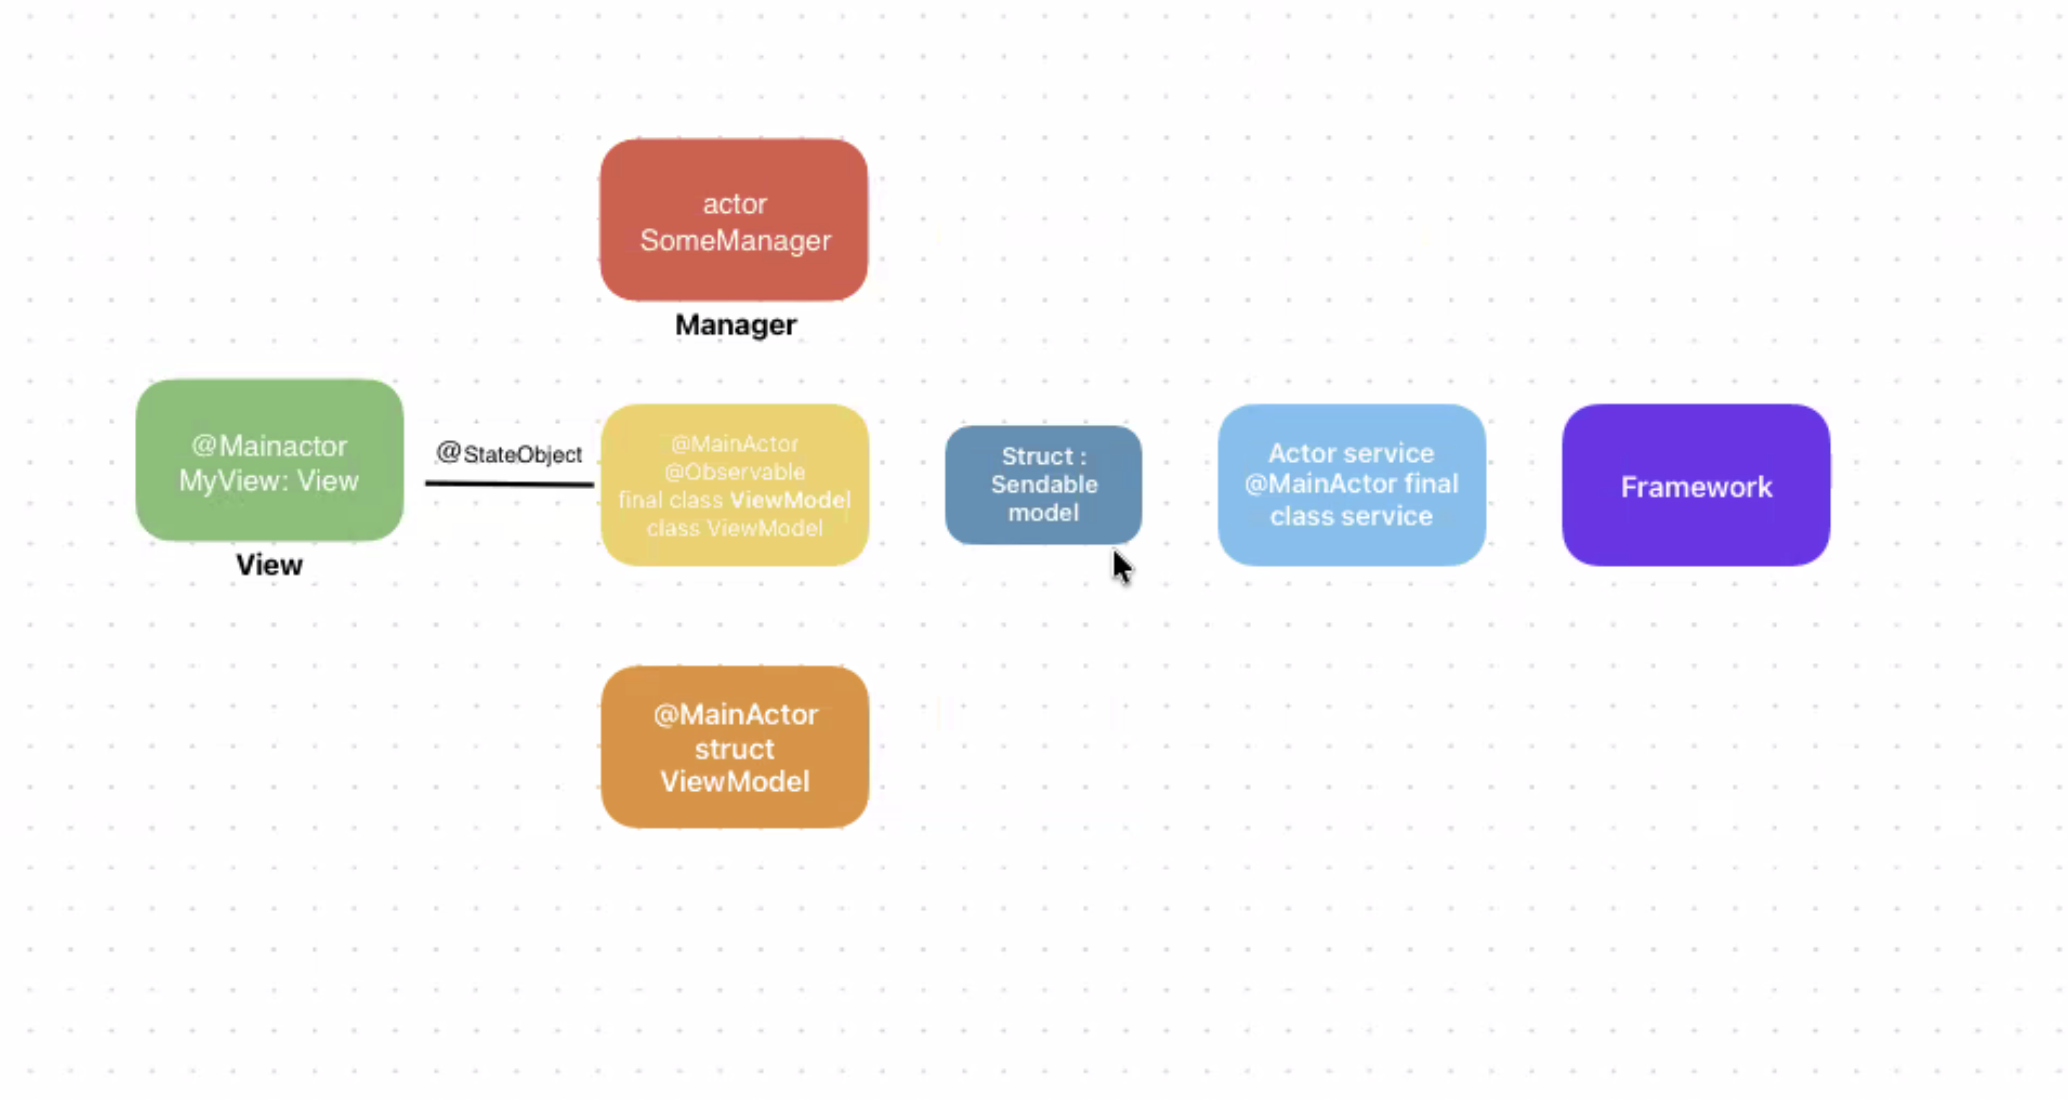 actor
SomeManager
Manager
@Mainactor
MyView: View
View
@StateObject
@MainActor
@Observable
final class ViewModel
class ViewModel
Struct :
Sendable
model
Actor service
@MainActor final
class service
Framework
@MainActor
struct
ViewModel